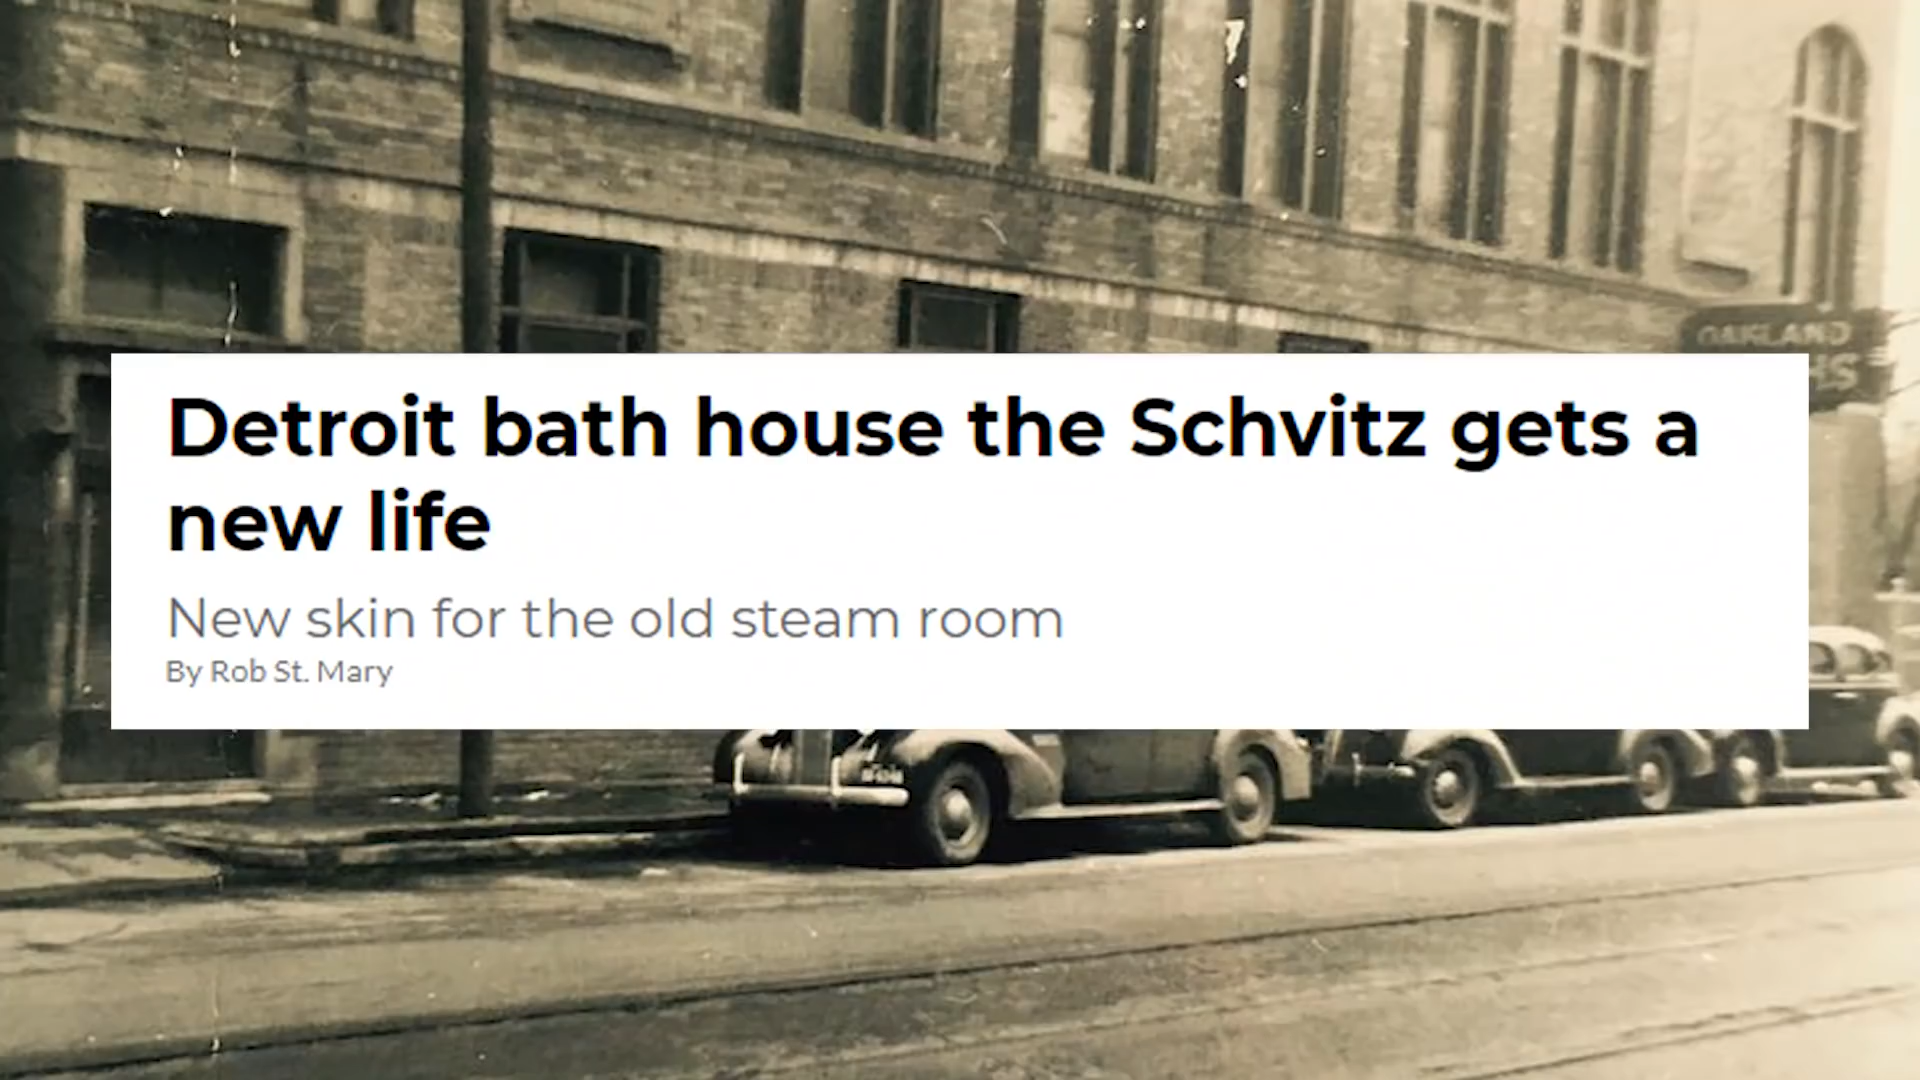 OAKLAND
Detroit bath house the Schvitz gets a
new life
New skin for the old steam room
By Rob St. Mary